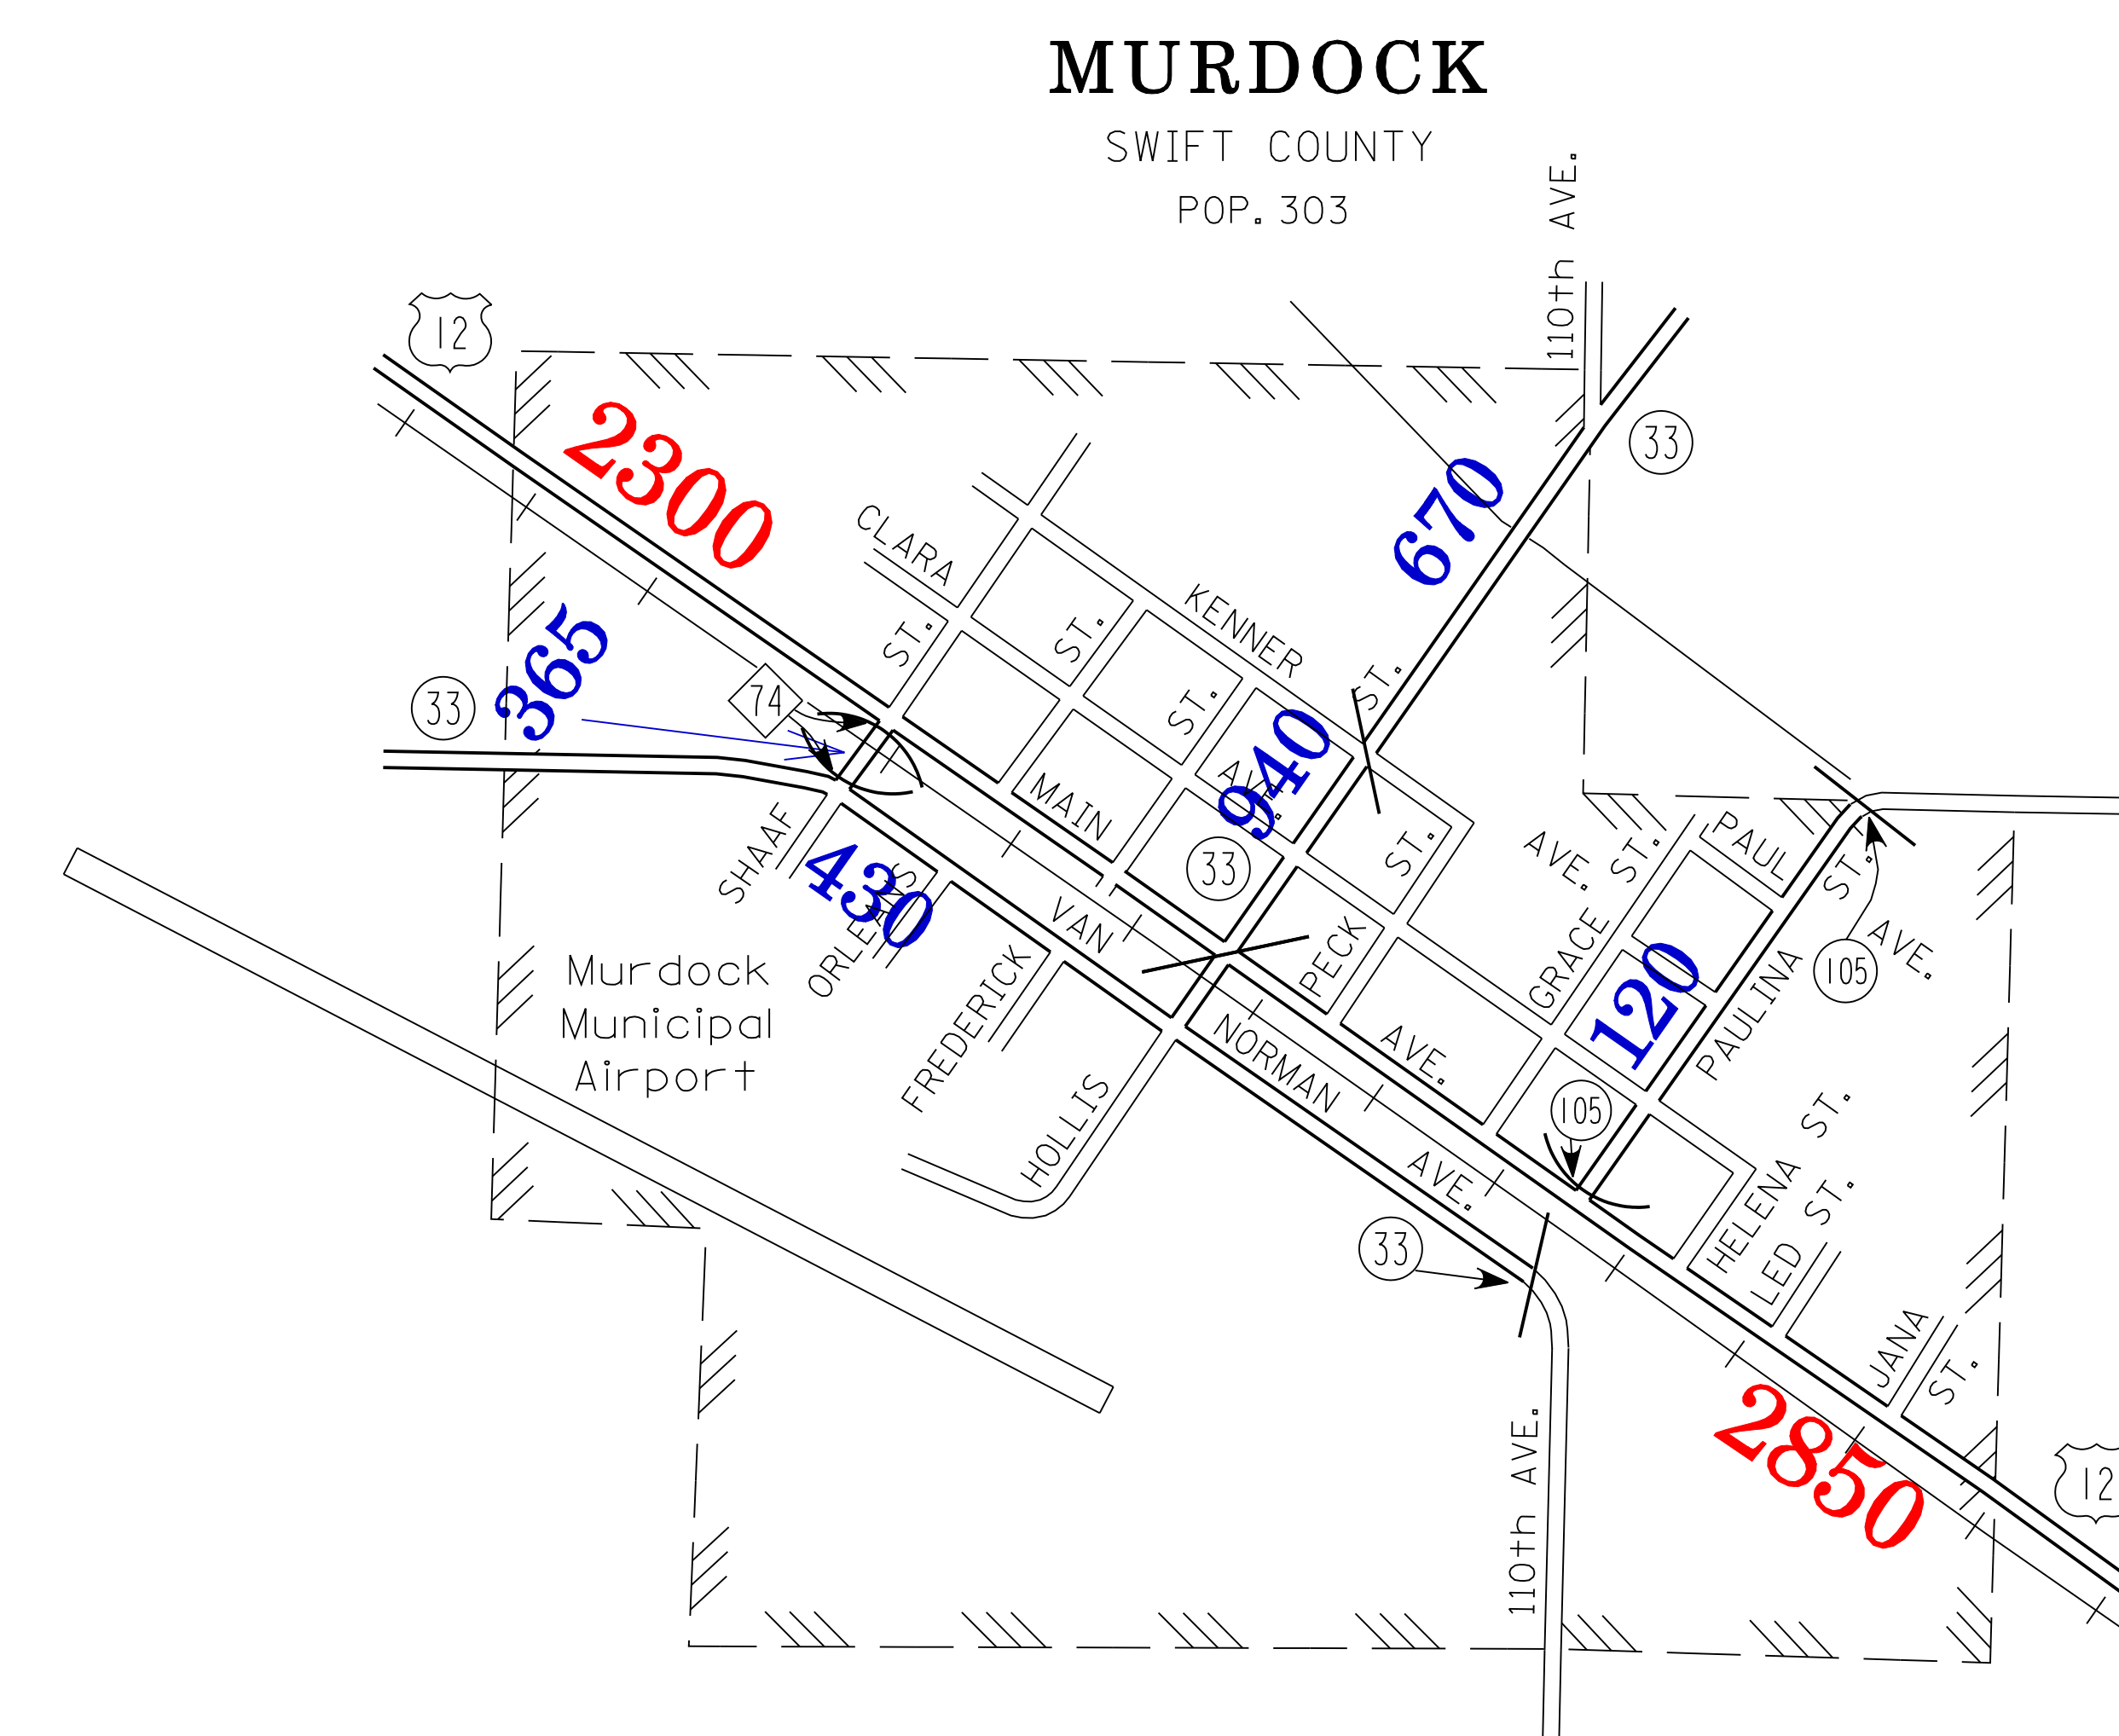 MURDOCK
SWIFT COUNTY
POP. 303
110th AVE.
12
2300
33
670
CLARA
ST.
KENNER
ST.
ST.
ST.
365
33
74
940
AVE.
MAIN
33
ST.
AVE.
ST.
PAUL
ST.
AVE.
SHAAF
430
ORLEANS
VAN
PECK
GRACE
105
Murdock
Municipal
Airport
FREDERICK
120
PAULINA
NORMAN
AVE.
105
HOLLIS
ST.
AVE.
HELENA
ST.
LED
33
JANA
ST.
2850
12
110th AVE.